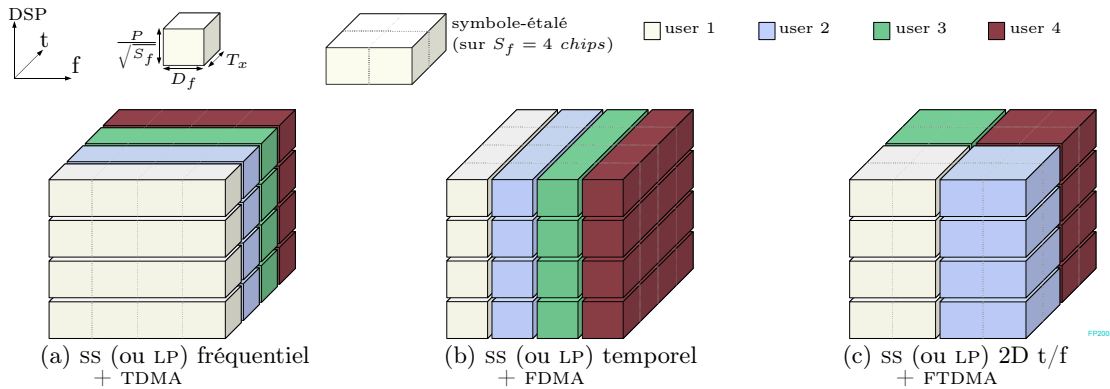 DSP
t
f
P
√S_f
D_f
T_x
symbole-étalé
(sur S_f = 4 chips)
user 1
user 2
user 3
user 4
(a) SS (ou LP) fréquentiel
+ TDMA
(b) SS (ou LP) temporel
+ FDMA
(c) SS (ou LP) 2D t/f
+ FTDMA
FP200